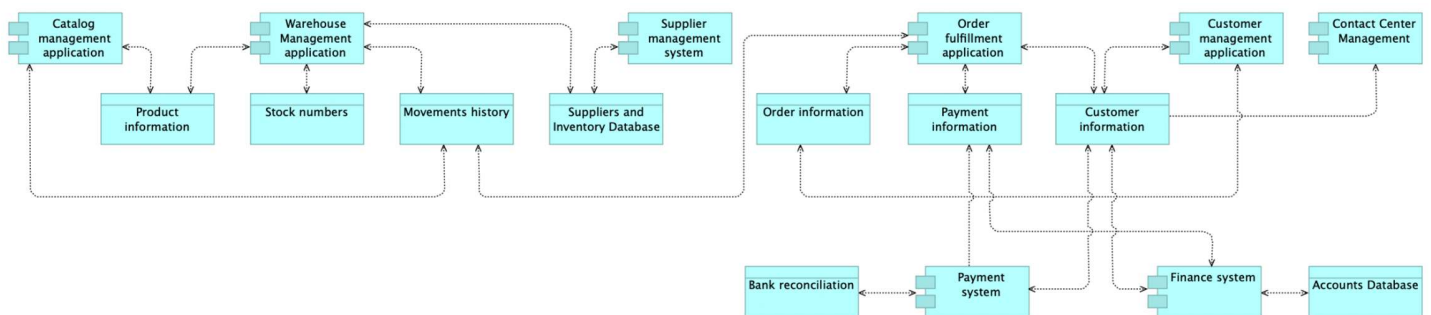 Catalog
management
application
Warehouse
Management
application
Supplier
management
system
Order
fulfillment
application
Customer
management
application
Contact Center
Management
Product
information
Stock numbers
Movements history
Suppliers and
Inventory Database
Order information
Payment
information
Customer
information
Bank reconciliation
Payment
system
Finance system
Accounts Database